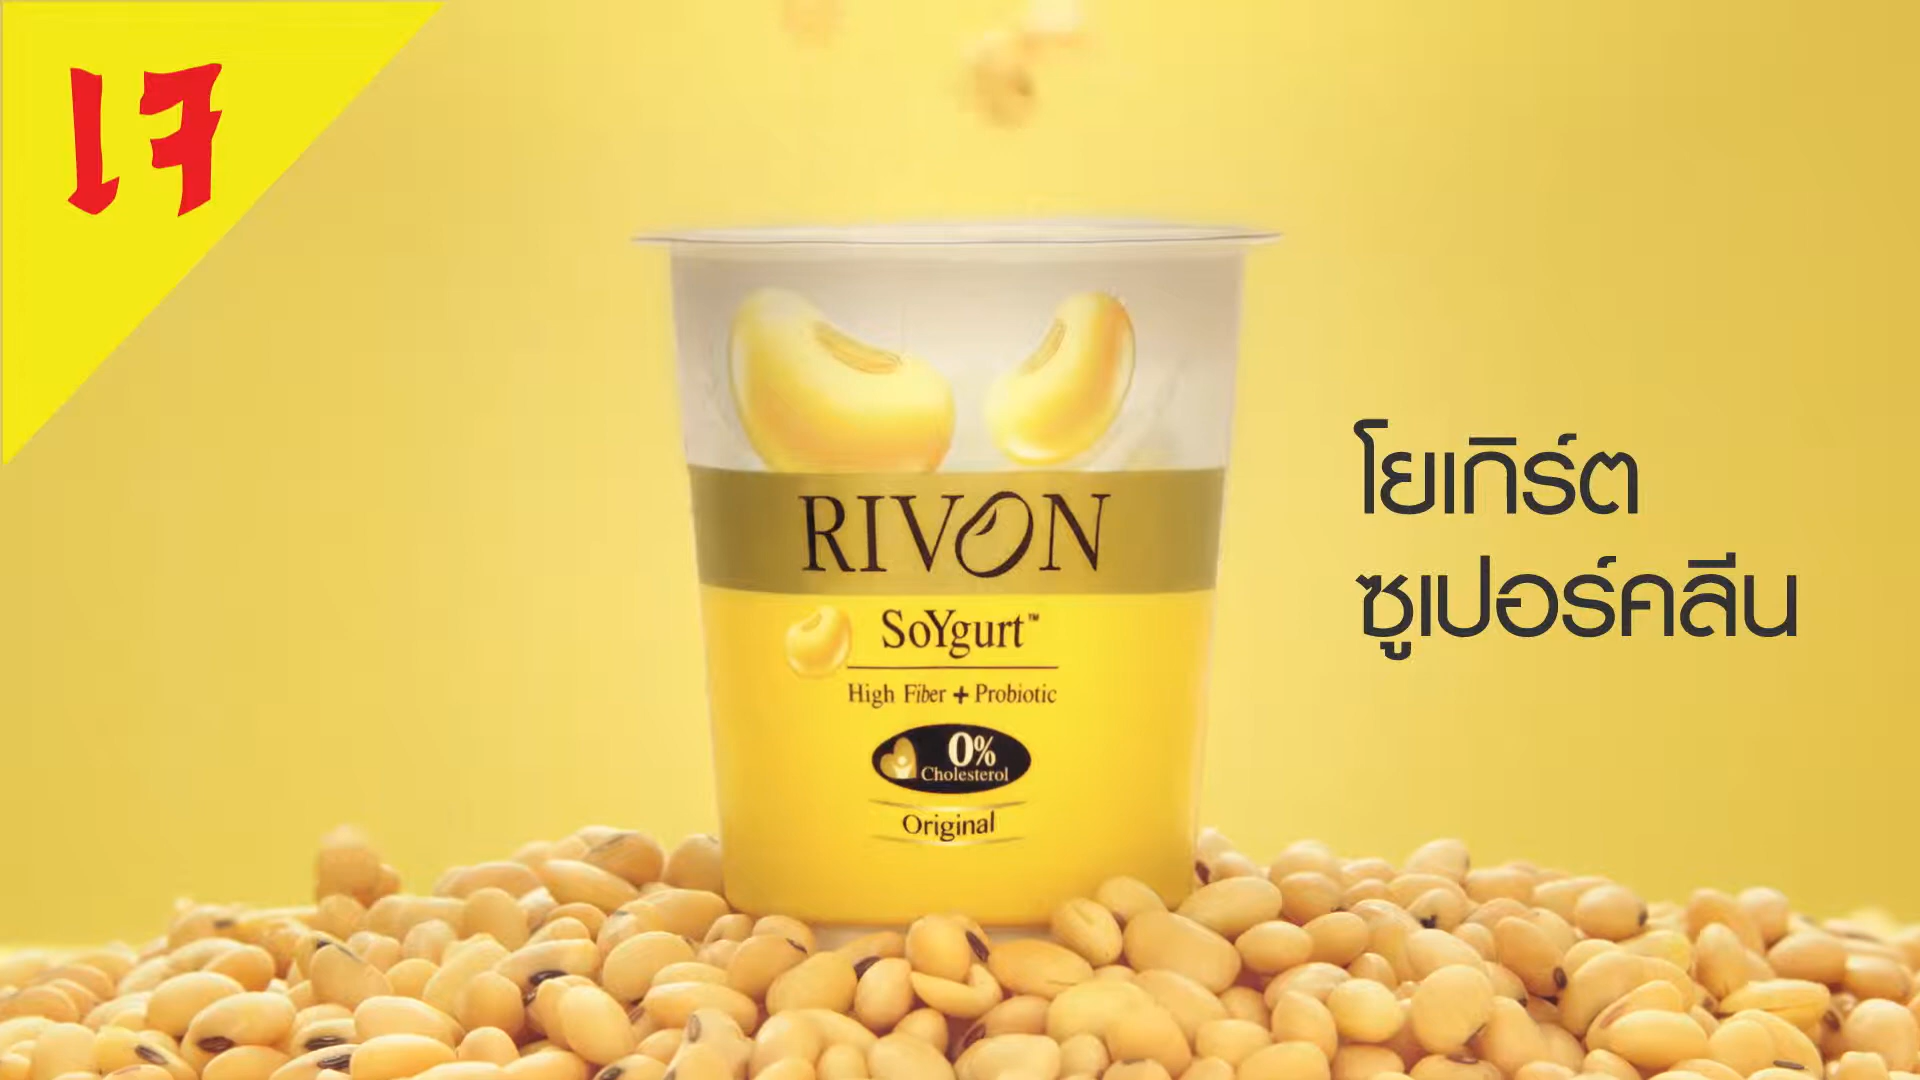 เจ
RIVON
SoYgurt™
High Fiber + Probiotic
0%
Cholesterol
Original
โยเกิร์ต
ซูเปอร์คลีน